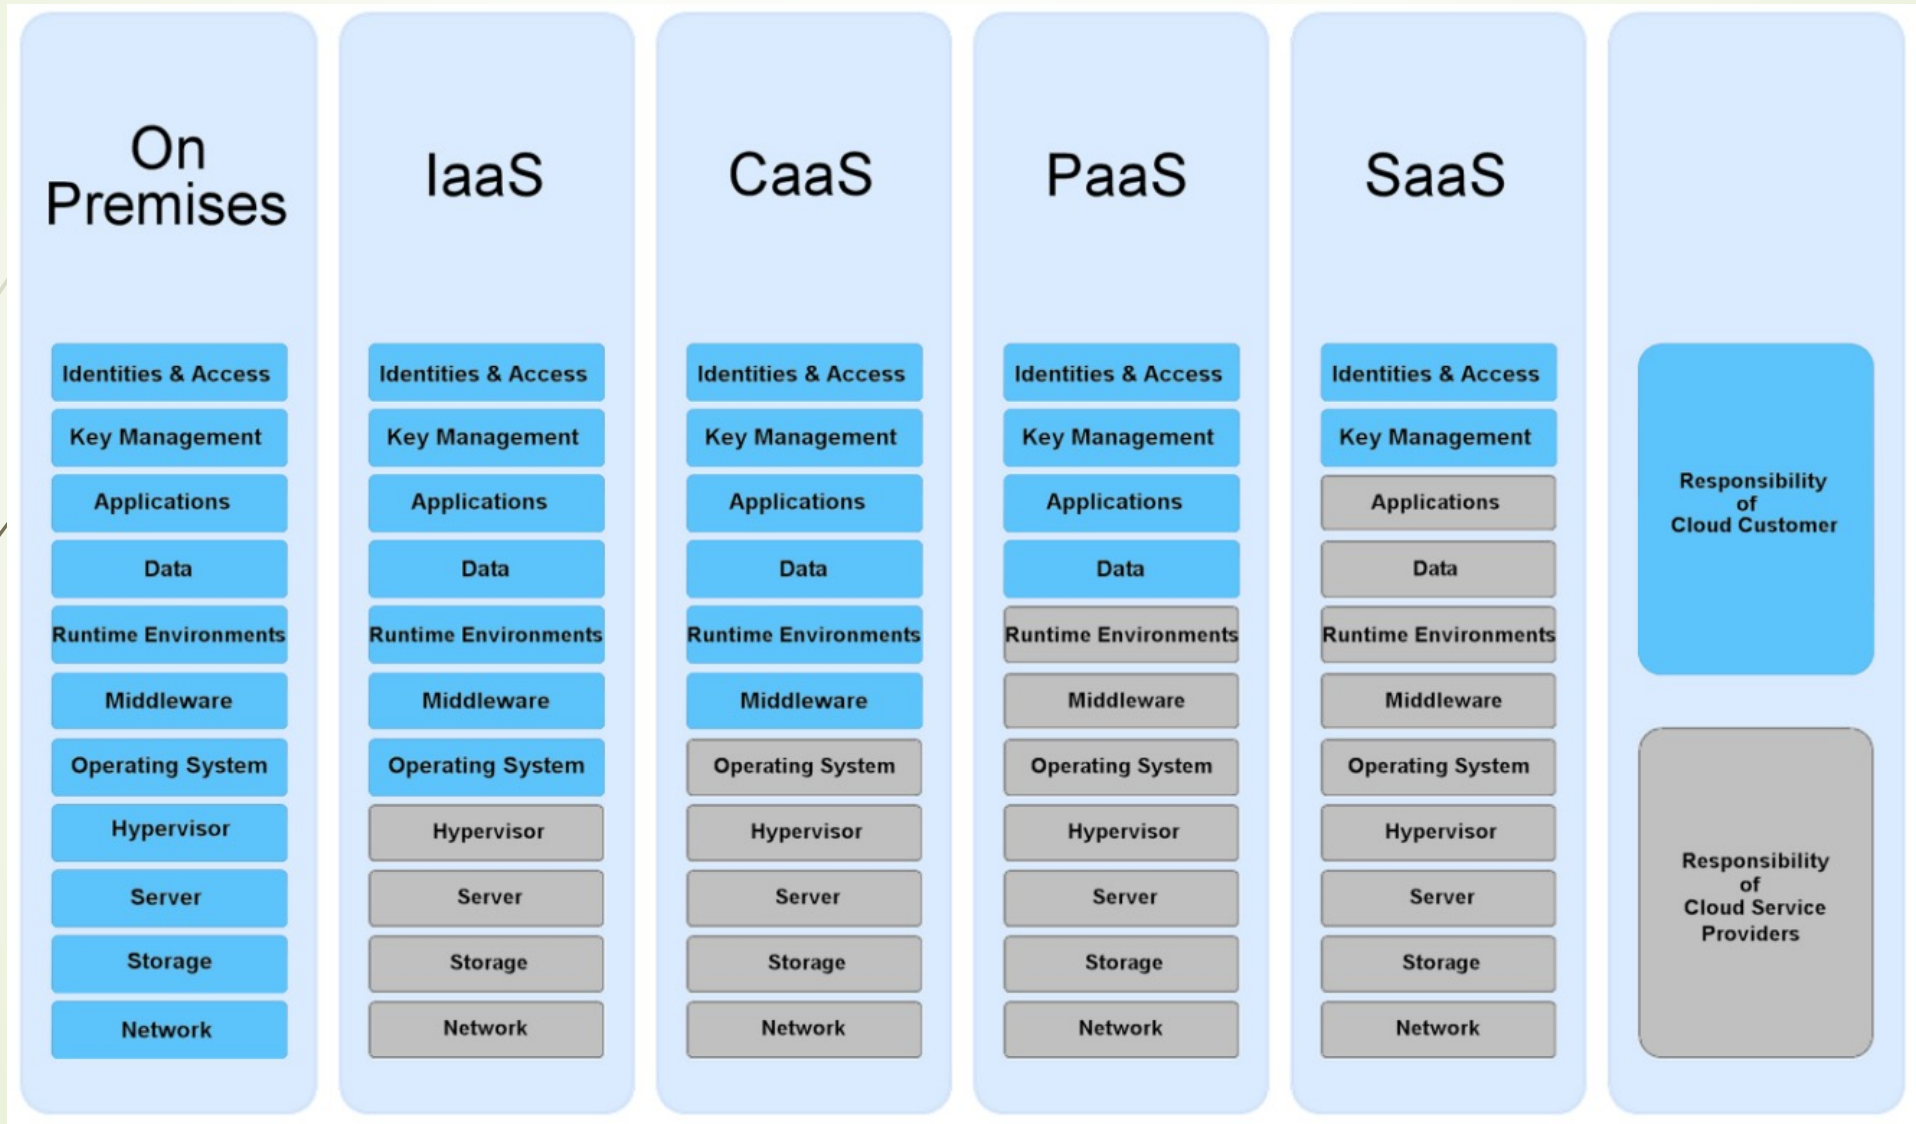 On
Premises
Identities & Access
Key Management
Applications
Data
Runtime Environments
Middleware
Operating System
Hypervisor
Server
Storage
Network
IaaS
Identities & Access
Key Management
Applications
Data
Runtime Environments
Middleware
Operating System
Hypervisor
Server
Storage
Network
CaaS
Identities & Access
Key Management
Applications
Data
Runtime Environments
Middleware
Operating System
Hypervisor
Server
Storage
Network
PaaS
Identities & Access
Key Management
Applications
Data
Runtime Environments
Middleware
Operating System
Hypervisor
Server
Storage
Network
SaaS
Identities & Access
Key Management
Applications
Data
Runtime Environments
Middleware
Operating System
Hypervisor
Server
Storage
Network
Responsibility
of
Cloud Customer
Responsibility
of
Cloud Service
Providers